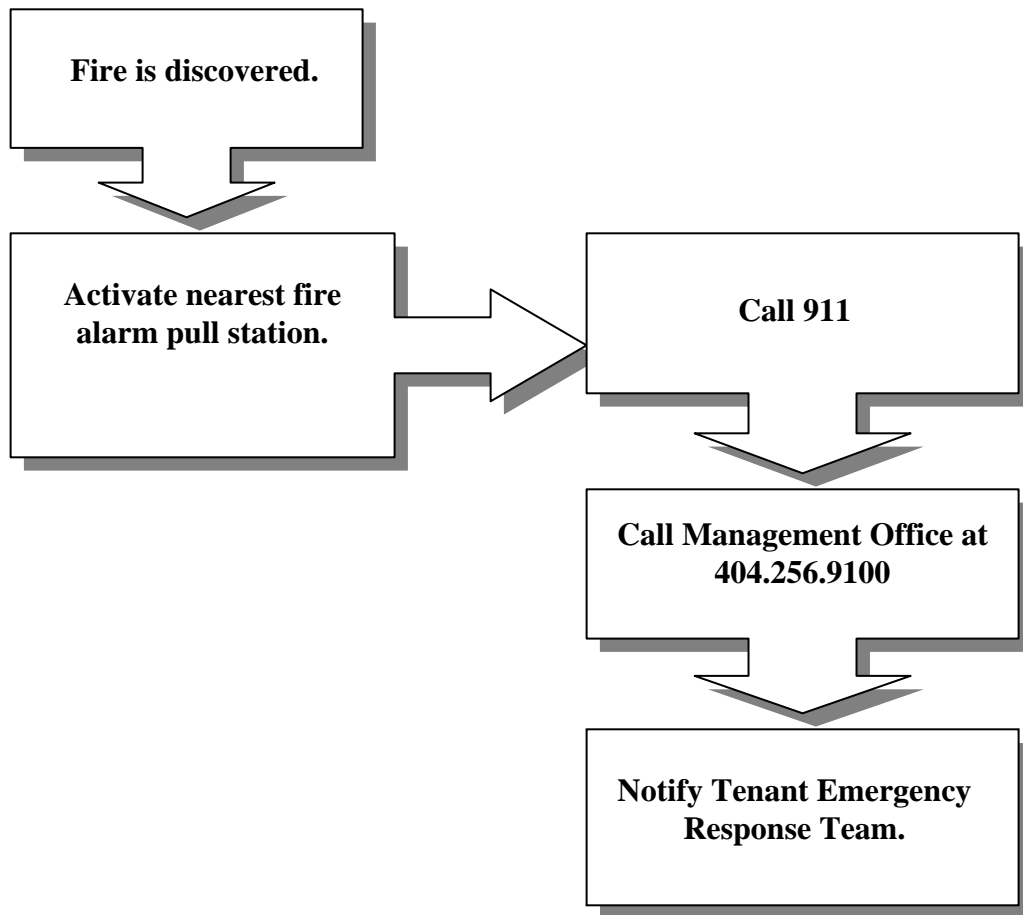 Fire is discovered.
Activate nearest fire
alarm pull station.
Call 911
Call Management Office at
404.256.9100
Notify Tenant Emergency
Response Team.